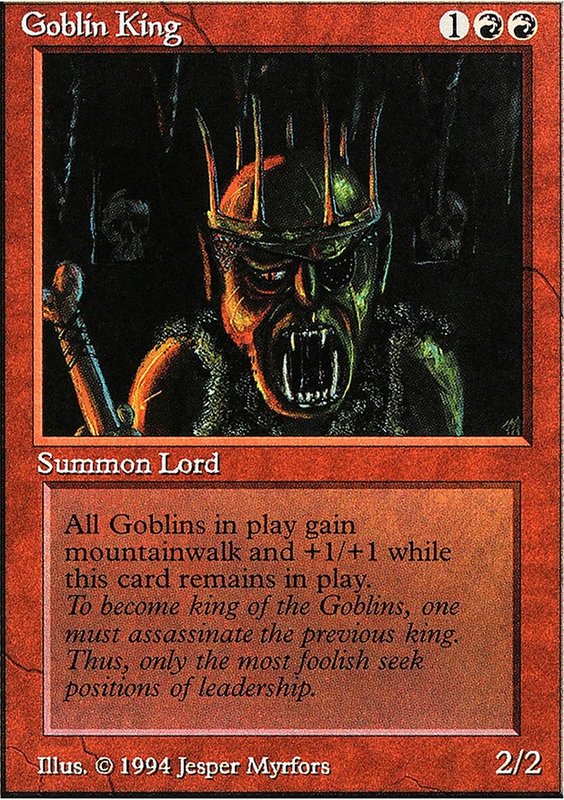 Goblin King 1
Summon Lord
All Goblins in play gain
mountainwalk and +1/+1 while
this card remains in play.
To become king of the Goblins, one
must assassinate the previous king.
Thus, only the most foolish seek
positions of leadership.
Illus. © 1994 Jesper Myrfors 2/2